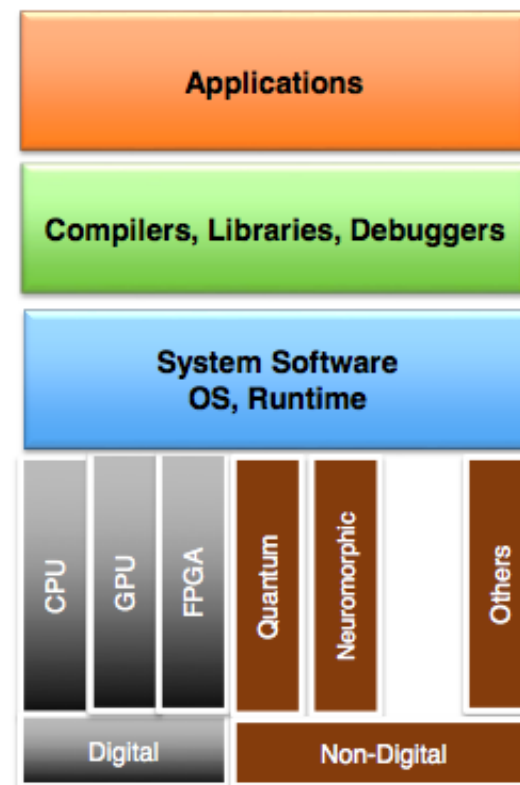 Applications
Compilers, Libraries, Debuggers
System Software
OS, Runtime
CPU
GPU
FPGA
Quantum
Neuromorphic
Others
Digital
Non-Digital